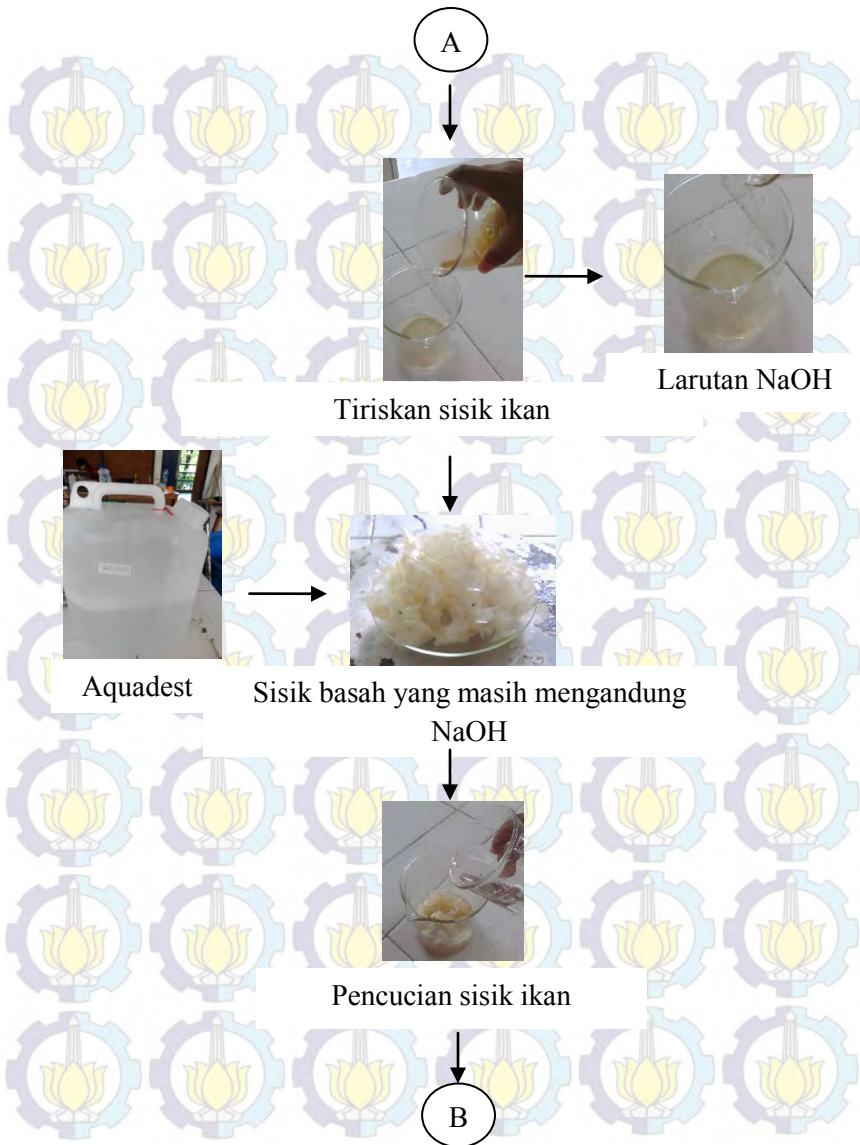 A
Larutan NaOH
Tiriskan sisik ikan
Aquadest
Sisik basah yang masih mengandung
NaOH
Pencucian sisik ikan
B